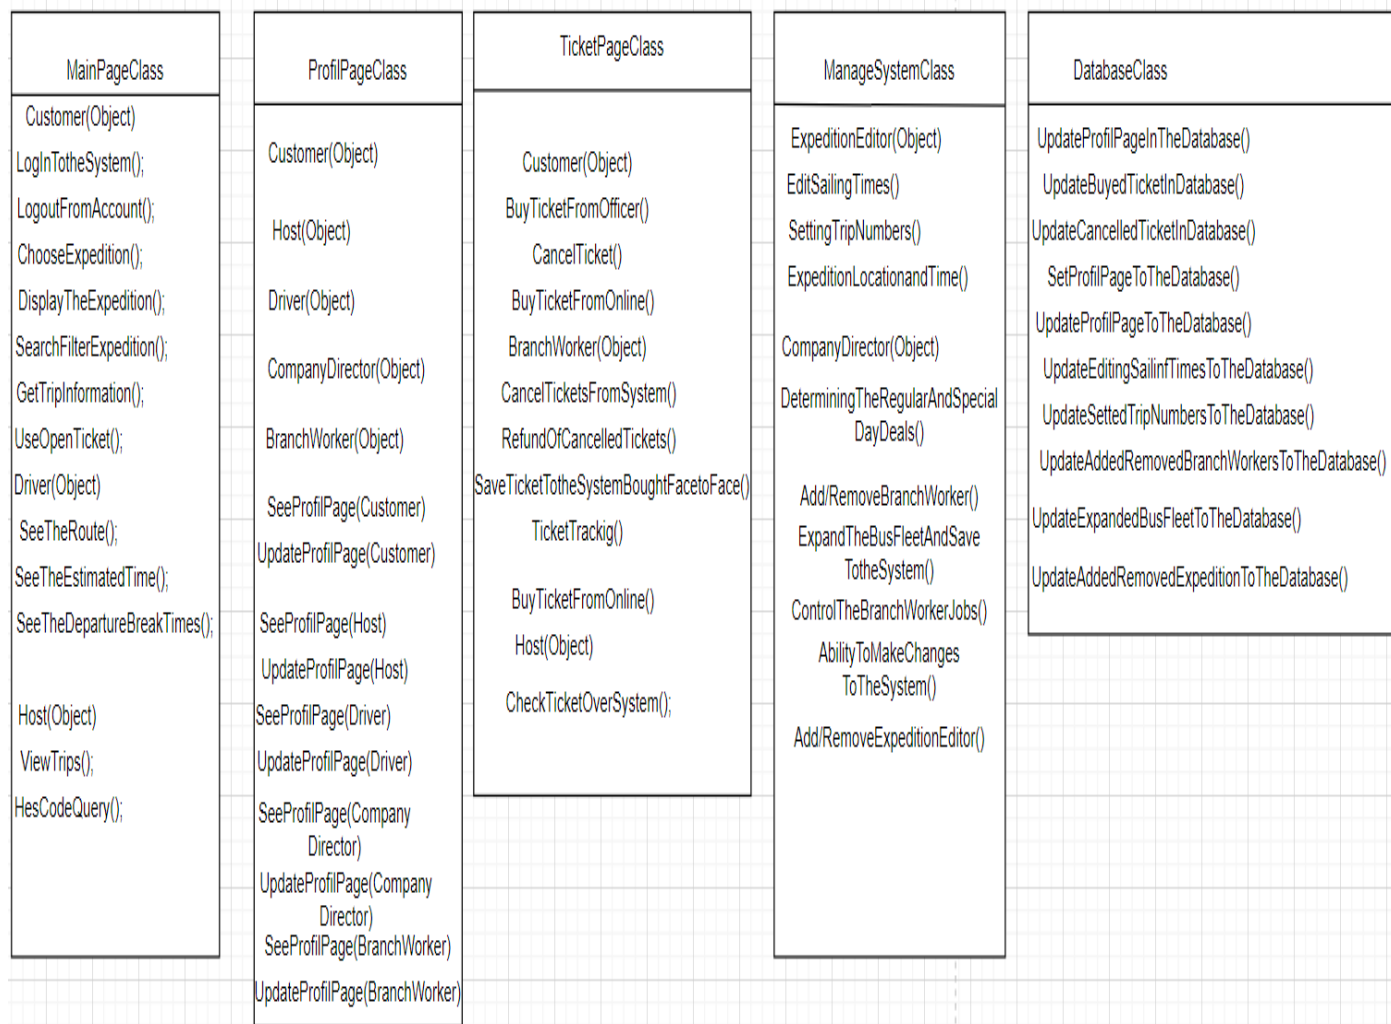 MainPageClass
Customer(Object)
LogInTotheSystem();
LogoutFromAccount();
ChooseExpedition();
DisplayTheExpedition();
SearchFilterExpedition();
GetTripInformation();
UseOpenTicket();
Driver(Object)
SeeTheRoute();
SeeTheEstimatedTime();
SeeTheDepartureBreakTimes();
Host(Object)
ViewTrips();
HesCodeQuery();
ProfilPageClass
Customer(Object)
Host(Object)
Driver(Object)
CompanyDirector(Object)
BranchWorker(Object)
SeeProfilPage(Customer)
UpdateProfilPage(Customer)
SeeProfilPage(Host)
UpdateProfilPage(Host)
SeeProfilPage(Driver)
UpdateProfilPage(Driver)
SeeProfilPage(Company
Director)
UpdateProfilPage(Company
Director)
SeeProfilPage(BranchWorker)
UpdateProfilPage(BranchWorker)
TicketPageClass
Customer(Object)
BuyTicketFromOfficer()
CancelTicket()
BuyTicketFromOnline()
BranchWorker(Object)
CancelTicketsFromSystem()
RefundOfCancelledTickets()
SaveTicketTotheSystemBoughtFacetoFace()
TicketTrackig()
BuyTicketFromOnline()
Host(Object)
CheckTicketOverSystem();
ManageSystemClass
ExpeditionEditor(Object)
EditSailingTimes()
SettingTripNumbers()
ExpeditionLocationandTime()
CompanyDirector(Object)
DeterminingTheRegularAndSpecial
DayDeals()
Add/RemoveBranchWorker()
ExpandTheBusFleetAndSave
TotheSystem()
ControlTheBranchWorkerJobs()
AbilityToMakeChanges
ToTheSystem()
Add/RemoveExpeditionEditor()
DatabaseClass
UpdateProfilPageInTheDatabase()
UpdateBuyedTicketInDatabase()
UpdateCancelledTicketInDatabase()
SetProfilPageToTheDatabase()
UpdateProfilPageToTheDatabase()
UpdateEditingSailinfTimesToTheDatabase()
UpdateSettedTripNumbersToTheDatabase()
UpdateAddedRemovedBranchWorkersToTheDatabase()
UpdateExpandedBusFleetToTheDatabase()
UpdateAddedRemovedExpeditionToTheDatabase()